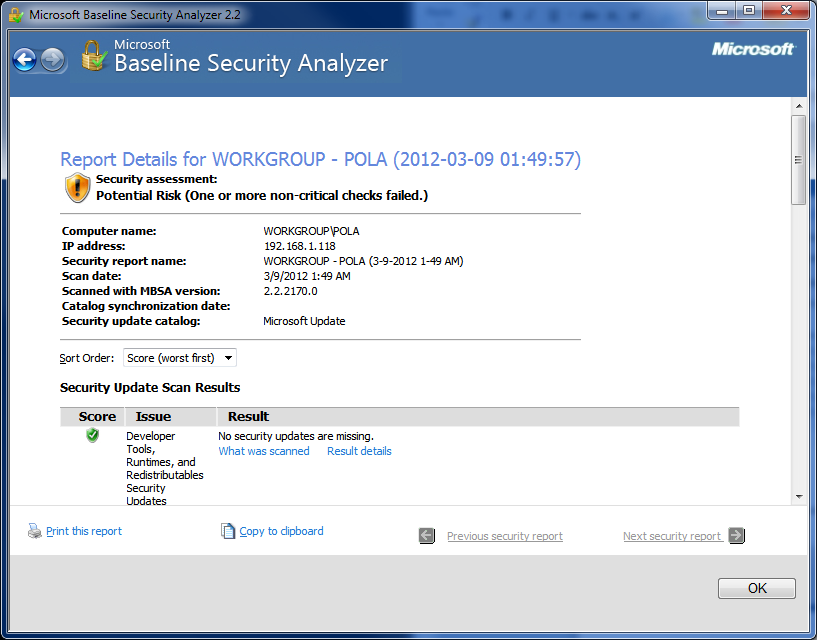 Microsoft Baseline Security Analyzer 2.2
Microsoft
Baseline Security Analyzer
Microsoft
Report Details for WORKGROUP - POLA (2012-03-09 01:49:57)
Security assessment:
Potential Risk (One or more non-critical checks failed.)
Computer name: WORKGROUP\POLA
IP address: 192.168.1.118
Security report name: WORKGROUP - POLA (3-9-2012 1-49 AM)
Scan date: 3/9/2012 1:49 AM
Scanned with MBSA version: 2.2.2170.0
Catalog synchronization date:
Security update catalog: Microsoft Update
Sort Order: Score (worst first)
Security Update Scan Results
Score Issue Result
Developer No security updates are missing.
Tools, What was scanned Result details
Runtimes, and
Redistributables
Security
Updates
Print this report Copy to clipboard Previous security report Next security report
OK